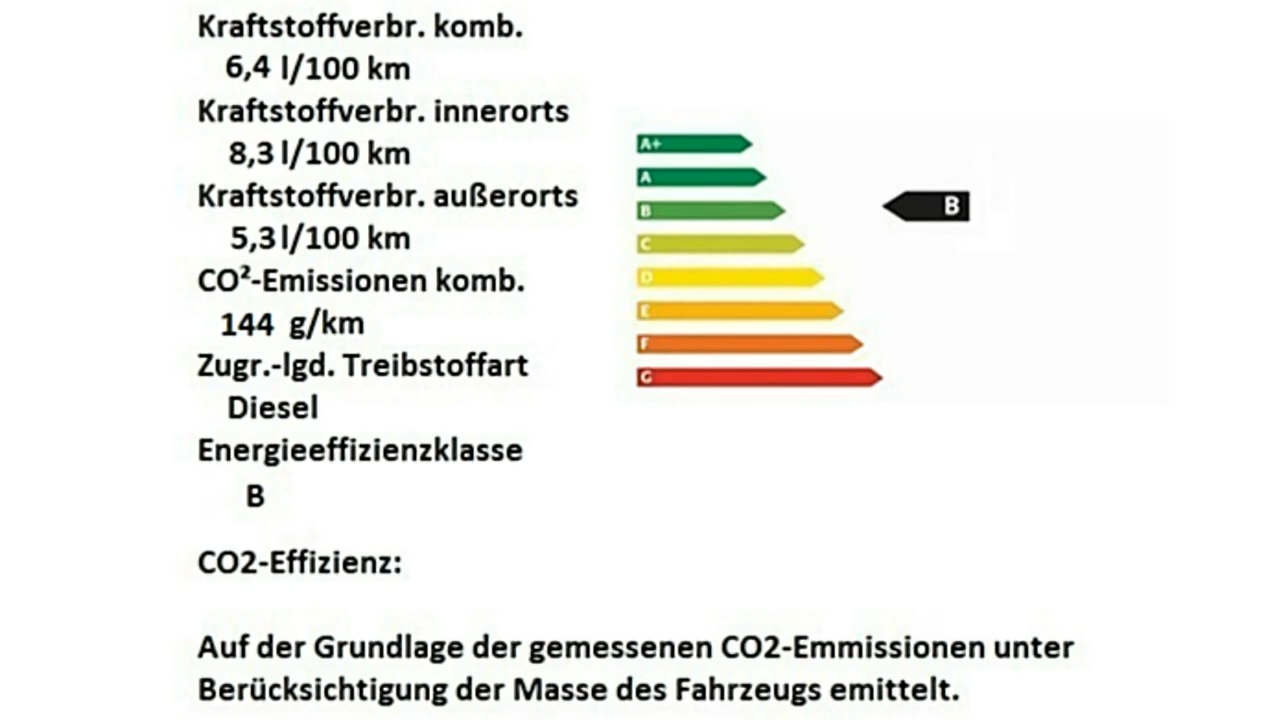 Kraftstoffverbr. komb.
6,4 l/100 km
Kraftstoffverbr. innerorts
8,3 l/100 km
Kraftstoffverbr. außerorts
5,3 l/100 km
CO²-Emissionen komb.
144 g/km
Zugr.-lgd. Treibstoffart
Diesel
Energieeffizienzklasse
B
A+
A
B
C
D
E
F
G
B
CO2-Effizienz:
Auf der Grundlage der gemessenen CO2-Emmissionen unter
Berücksichtigung der Masse des Fahrzeugs emittelt.